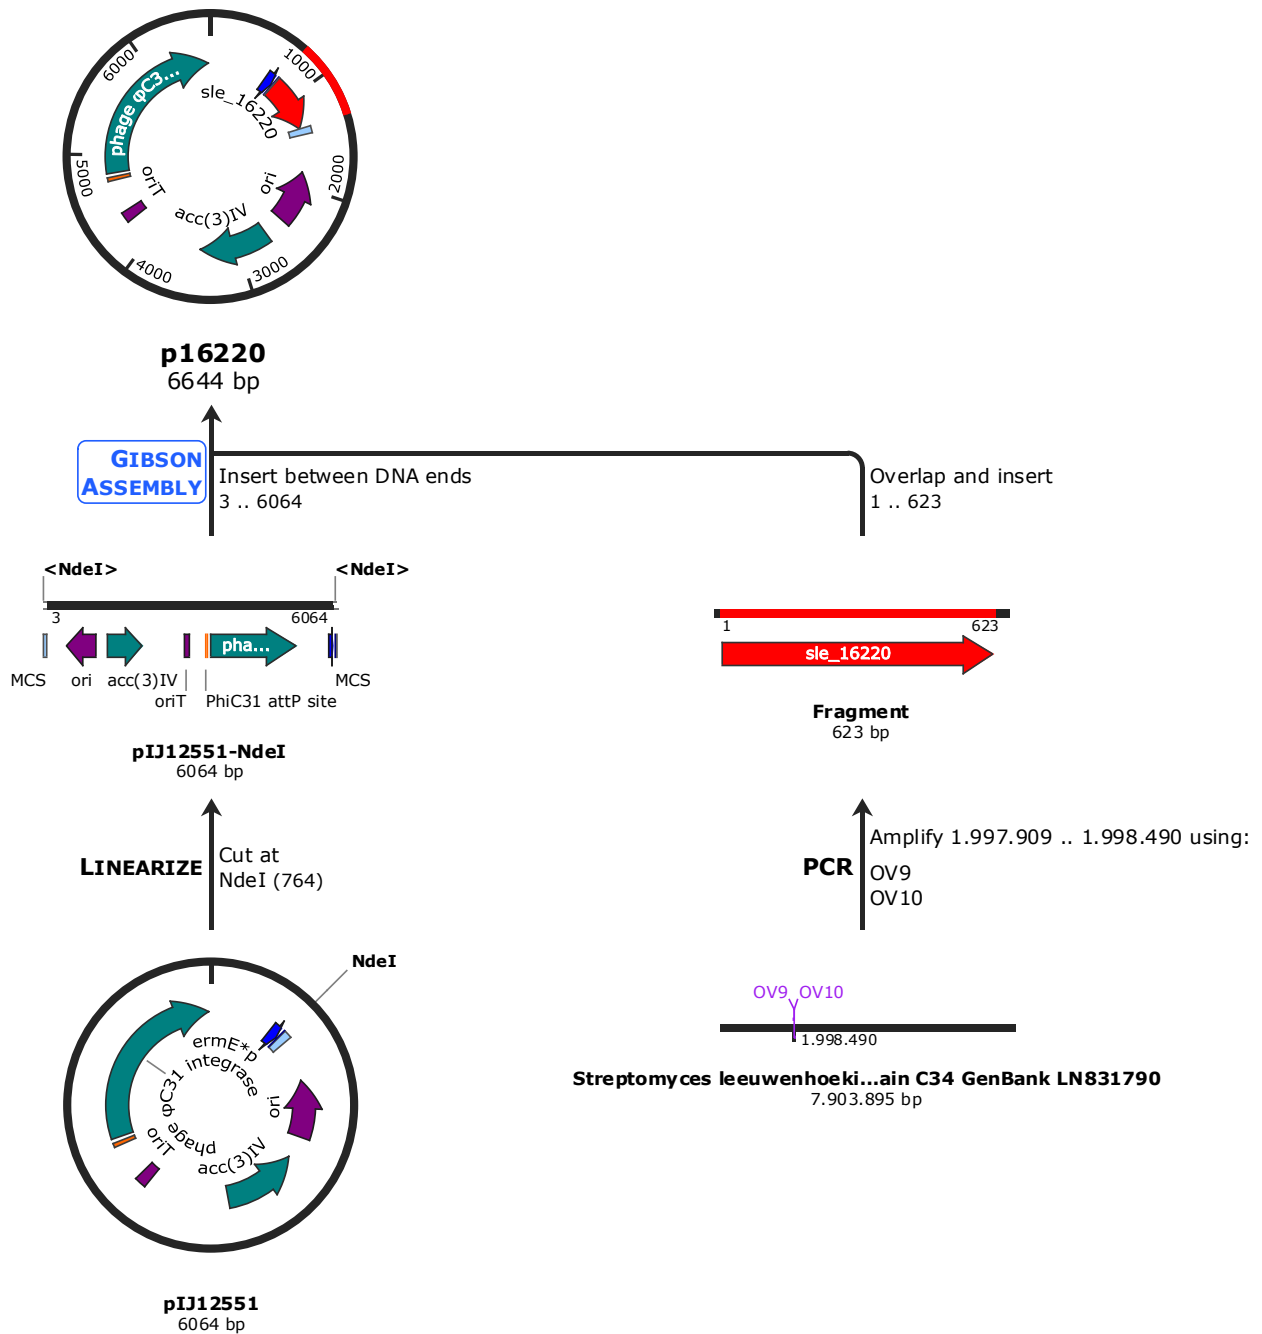 6000
1000
phage φC3...
sle_16220
5000
2000
oriT
ori
acc(3)IV
4000
3000
p16220
6644 bp
GIBSON
ASSEMBLY
Insert between DNA ends
3 .. 6064
Overlap and insert
1 .. 623
<NdeI>
<NdeI>
3
6064
pha...
MCS
ori
acc(3)IV
MCS
oriT
PhiC31 attP site
pIJ12551-NdeI
6064 bp
1
623
sle_16220
Fragment
623 bp
LINEARIZE
Cut at
NdeI (764)
PCR
Amplify 1.997.909 .. 1.998.490 using:
OV9
OV10
NdeI
ermE*p
phage φC31 integrase
ori
oriT
acc(3)IV
pIJ12551
6064 bp
OV9
OV10
1.998.490
Streptomyces leeuwenhoeki...ain C34 GenBank LN831790
7.903.895 bp